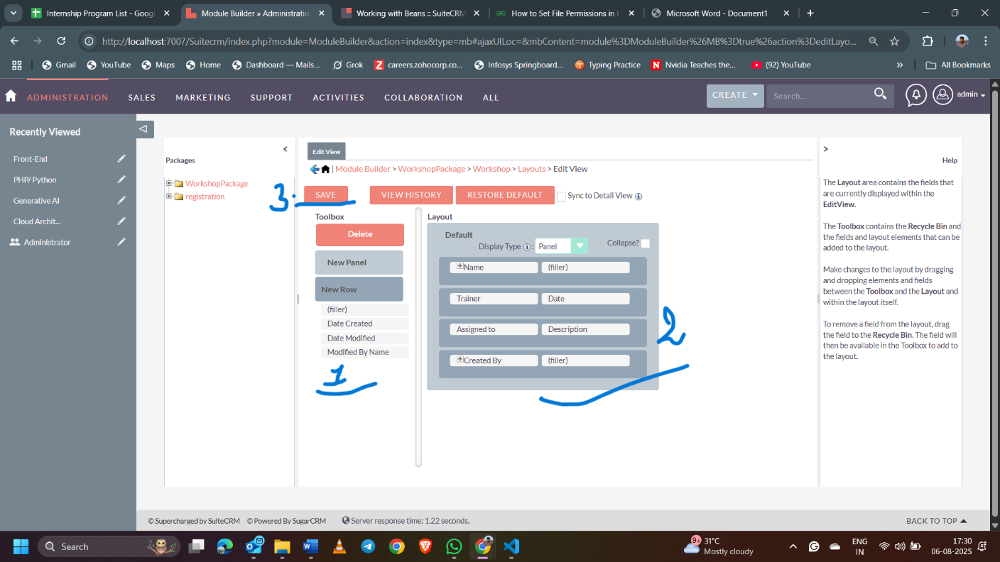 Internship Program List - Googl
Module Builder » Administratio
Working with Beans :: SuiteCRM
How to Set File Permissions in L
Microsoft Word - Document1
http://localhost:7007/Suitecrm/index.php?module=ModuleBuilder&action=index&type=mb#ajaxUILoc=&mbContent=module%3DModuleBuilder%26MB%3Dtrue%26action%3DeditLayo...
Gmail YouTube Maps Home Dashboard — Mails... Grok careers.zohocorp.co... Infosys Springboard... Typing Practice Nvidia Teaches the... (92) YouTube » All Bookmarks
ADMINISTRATION SALES MARKETING SUPPORT ACTIVITIES COLLABORATION ALL CREATE Search... admin
Recently Viewed
Front-End
PHP/ Python
Generative AI
Cloud Archit...
Administrator
Packages
WorkshopPackage
registration
Edit View
| Module Builder > WorkshopPackage > Workshop > Layouts > Edit View
3.
SAVE VIEW HISTORY RESTORE DEFAULT Sync to Detail View
Toolbox
Delete
New Panel
New Row
(filler)
Date Created
Date Modified
Modified By Name
1
Layout
Default
Display Type : Panel Collapse?
Name (filler)
Trainer Date
Assigned to Description
Created By (filler)
2
Help
The Layout area contains the fields that
are currently displayed within the
EditView.
The Toolbox contains the Recycle Bin and
the fields and layout elements that can be
added to the layout.
Make changes to the layout by dragging
and dropping elements and fields
between the Toolbox and the Layout and
within the layout itself.
To remove a field from the layout, drag
the field to the Recycle Bin. The field will
then be available in the Toolbox to add to
the layout.
© Supercharged by SuiteCRM © Powered By SugarCRM Server response time: 1.22 seconds. BACK TO TOP
Search
9+
31°C
Mostly cloudy
ENG
IN
17:30
06-08-2025